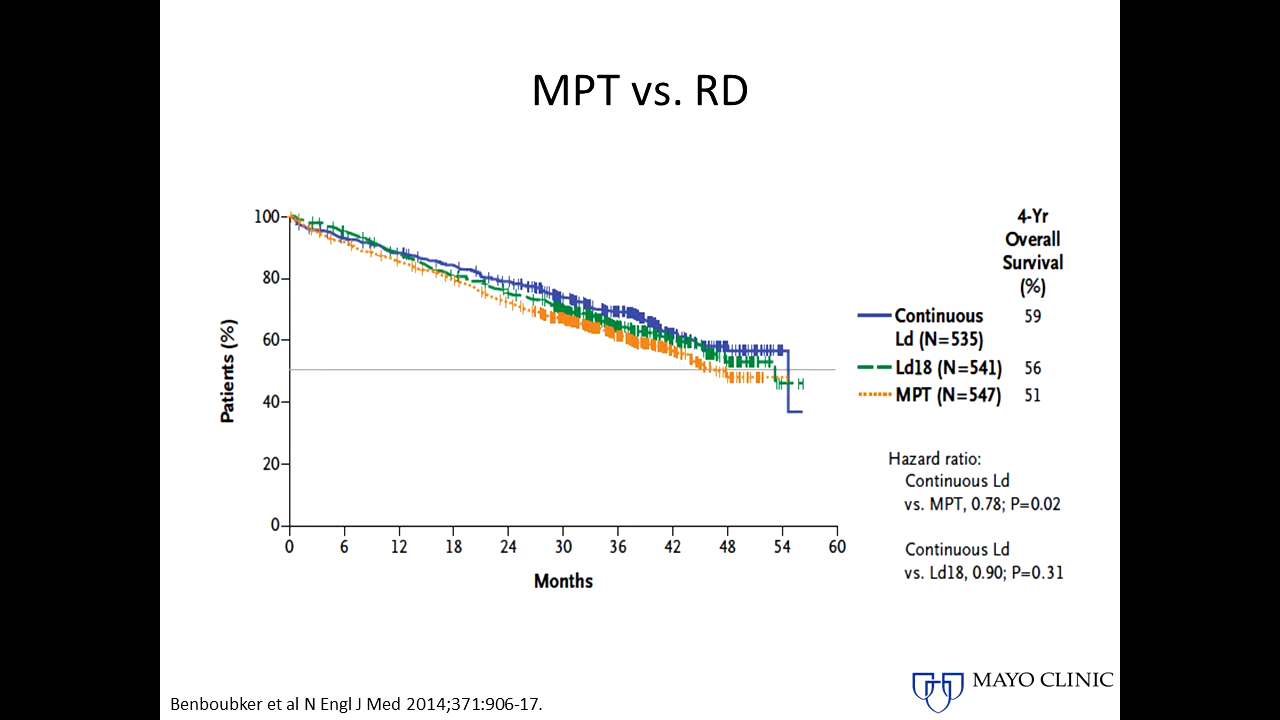 MPT vs. RD
100
80
60
40
20
0
Patients (%)
0 6 12 18 24 30 36 42 48 54 60
Months
4-Yr
Overall
Survival
(%)
Continuous 59
Ld (N=535)
Ld18 (N=541) 56
MPT (N=547) 51
Hazard ratio:
Continuous Ld
vs. MPT, 0.78; P=0.02
Continuous Ld
vs. Ld18, 0.90; P=0.31
MAYO CLINIC
Benboubker et al N Engl J Med 2014;371:906-17.